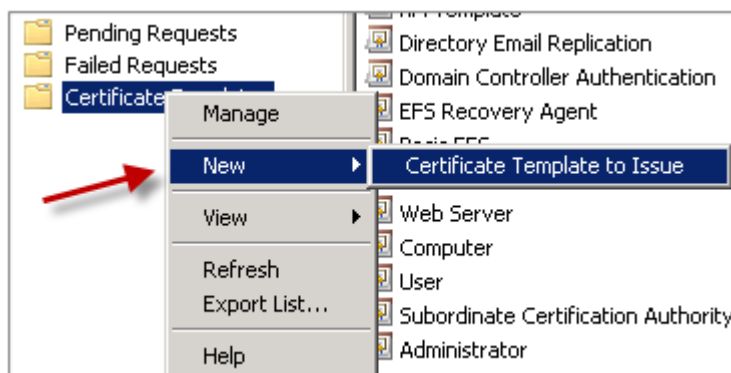 Pending Requests
Failed Requests
Certificate
Manage
New
View
Refresh
Export List...
Help
Certificate Template to Issue
Directory Email Replication
Domain Controller Authentication
EFS Recovery Agent
Web Server
Computer
User
Subordinate Certification Authority
Administrator